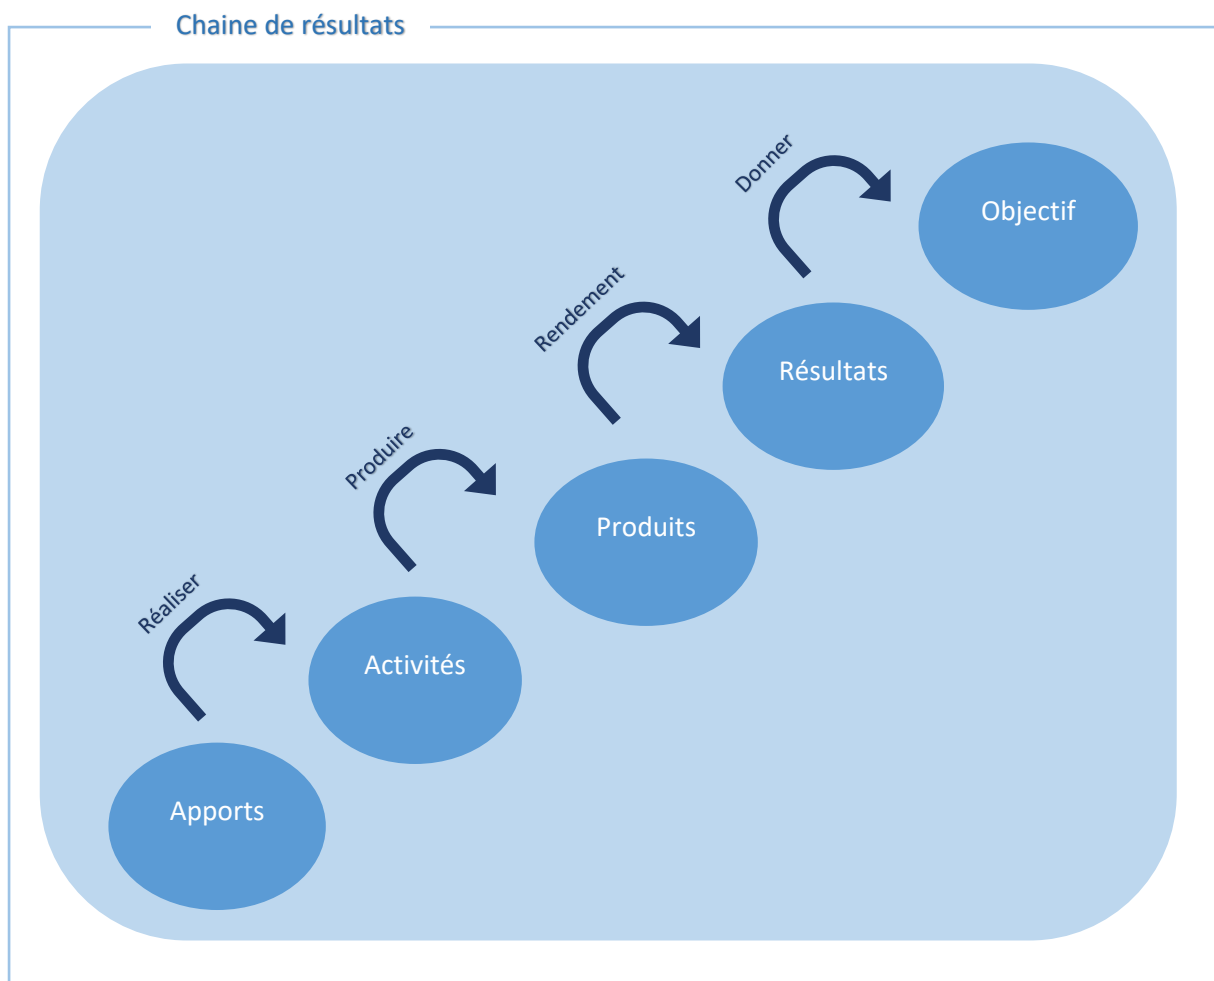 Chaine de résultats
Donner
Objectif
Rendement
Résultats
Produire
Produits
Réaliser
Activités
Apports